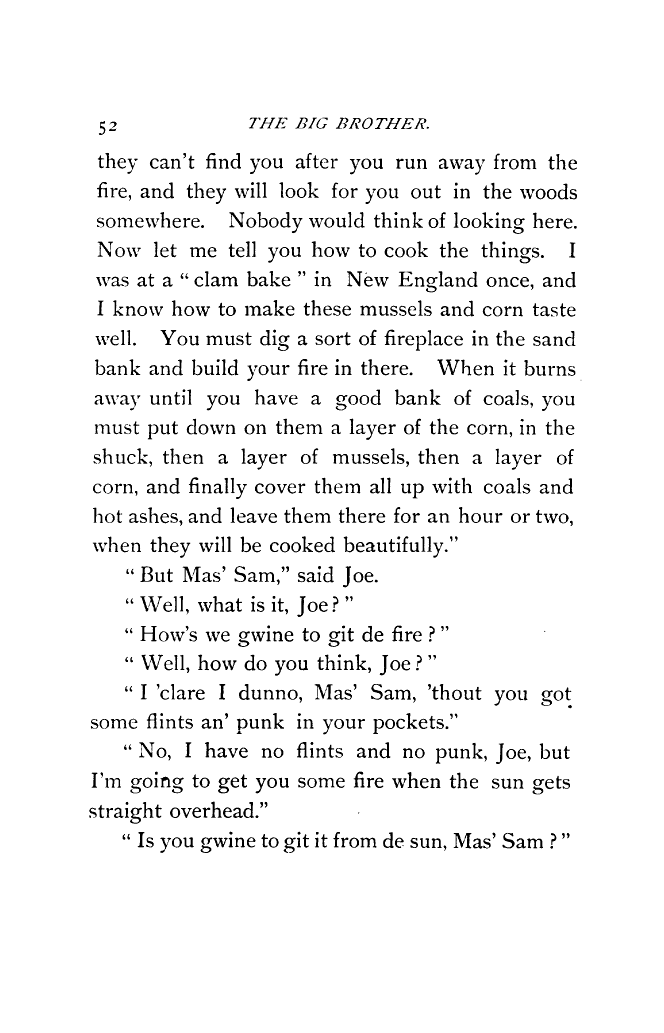 52 THE BIG BROTHER.
they can't find you after you run away from the
fire, and they will look for you out in the woods
somewhere. Nobody would think of looking here.
Now let me tell you how to cook the things. I
was at a “ clam bake ” in New England once, and
I know how to make these mussels and corn taste
well. You must dig a sort of fireplace in the sand
bank and build your fire in there. When it burns
away until you have a good bank of coals, you
must put down on them a layer of the corn, in the
shuck, then a layer of mussels, then a layer of
corn, and finally cover them all up with coals and
hot ashes, and leave them there for an hour or two,
when they will be cooked beautifully.”
“ But Mas’ Sam,” said Joe.
“ Well, what is it, Joe ? ”
“ How’s we gwine to git de fire ? ”
“ Well, how do you think, Joe ? ”
“ I ’clare I dunno, Mas’ Sam, ’thout you got
some flints an’ punk in your pockets.”
“ No, I have no flints and no punk, Joe, but
I’m going to get you some fire when the sun gets
straight overhead.”
“ Is you gwine to git it from de sun, Mas’ Sam ? ”